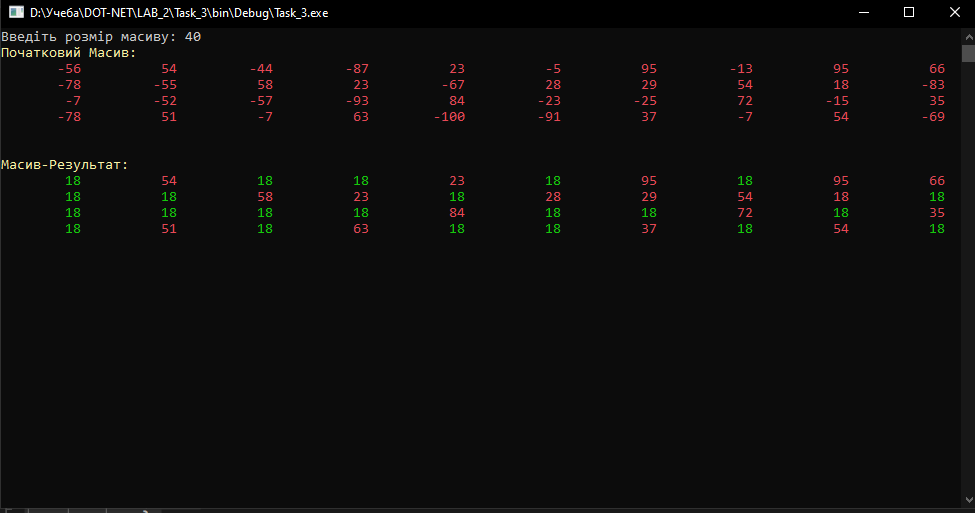 D:\Учеба\DOT-NET\LAB_2\Task_3\bin\Debug\Task_3.exe
Введіть розмір масиву: 40
Початковий Масив:
-56 54 -44 -87 23 -5 95 -13 95 66
-78 -55 58 23 -67 28 29 54 18 -83
-7 -52 -57 -93 84 -23 -25 72 -15 35
-78 51 -7 63 -100 -91 37 -7 54 -69
Масив-Результат:
18 54 18 18 23 18 95 18 95 66
18 18 58 23 18 28 29 54 18 18
18 18 18 18 84 18 18 72 18 35
18 51 18 63 18 18 37 18 54 18